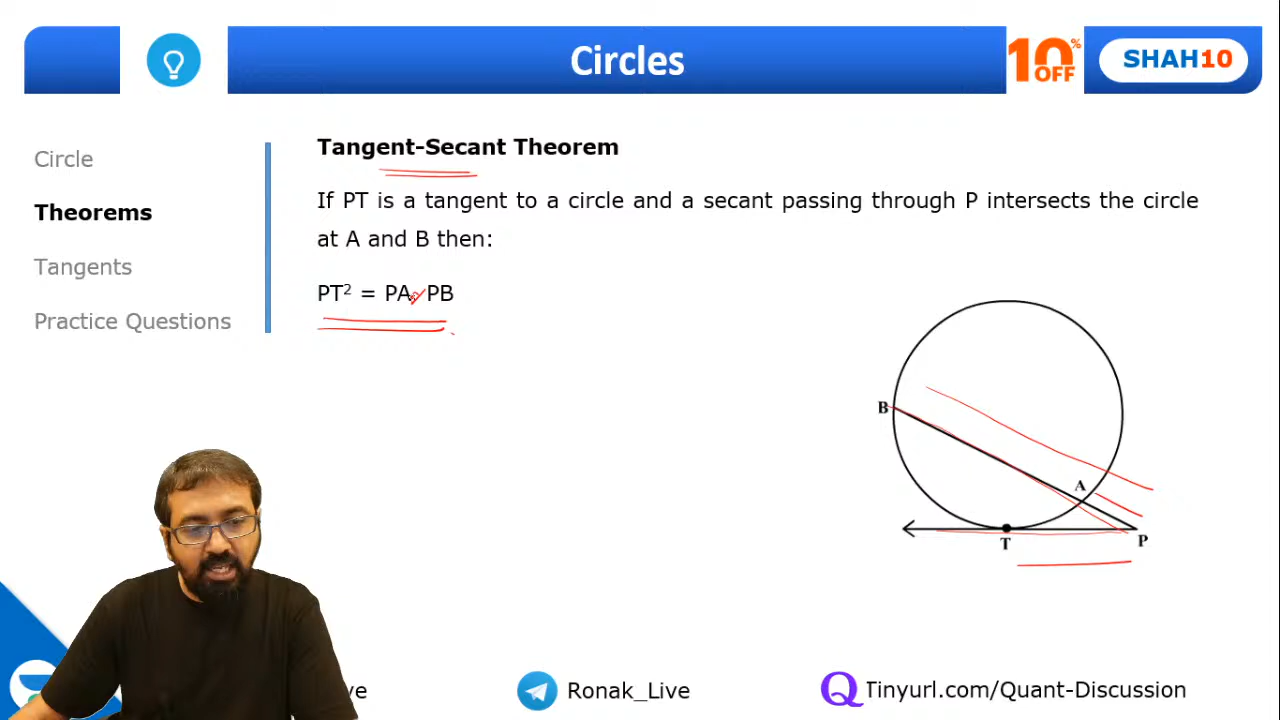 Circles
10% OFF
SHAH10
Circle
Theorems
Tangents
Practice Questions
Tangent-Secant Theorem
If PT is a tangent to a circle and a secant passing through P intersects the circle
at A and B then:
PT² = PA × PB
B
A
T
P
Ronak_Live
Tinyurl.com/Quant-Discussion